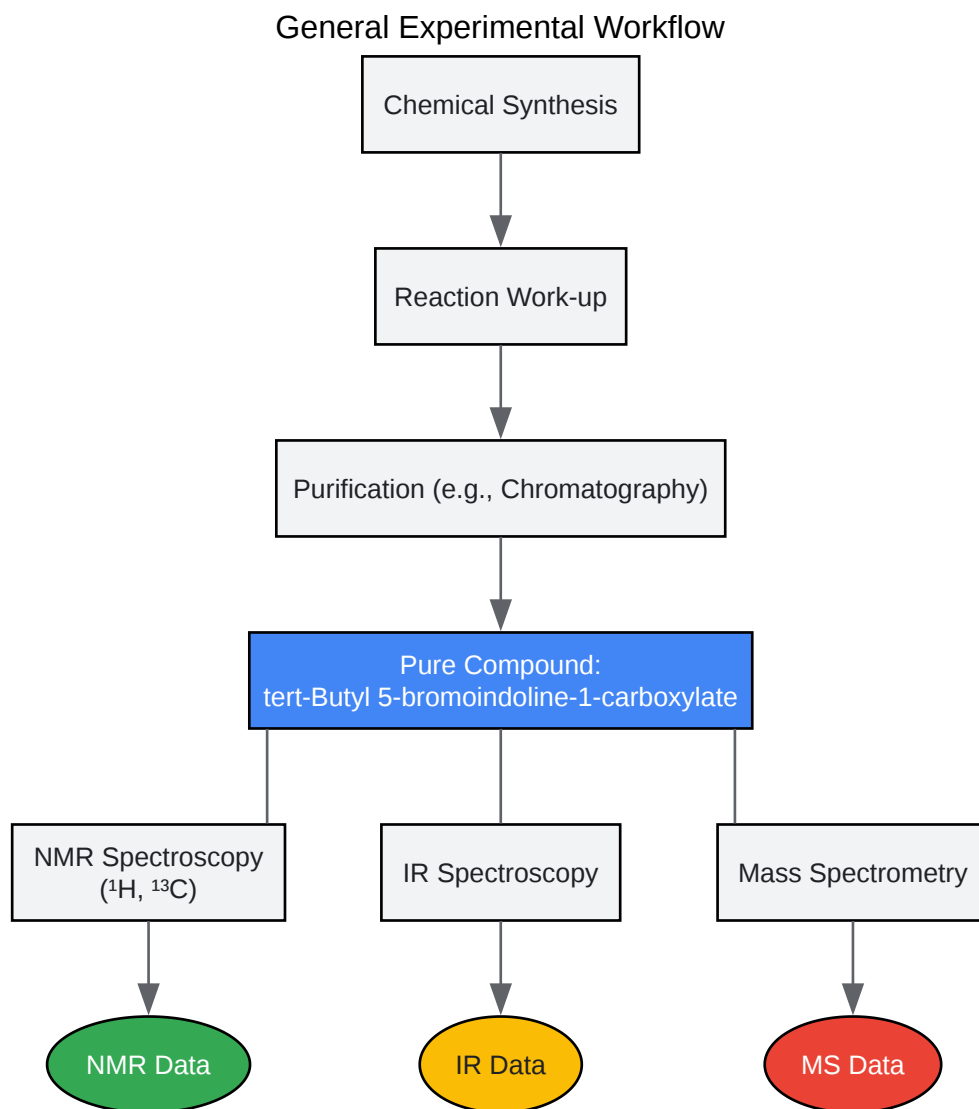 General Experimental Workflow
Chemical Synthesis
Reaction Work-up
Purification (e.g., Chromatography)
Pure Compound:
tert-Butyl 5-bromoindoline-1-carboxylate
NMR Spectroscopy
(¹H, ¹³C)
IR Spectroscopy
Mass Spectrometry
NMR Data
IR Data
MS Data